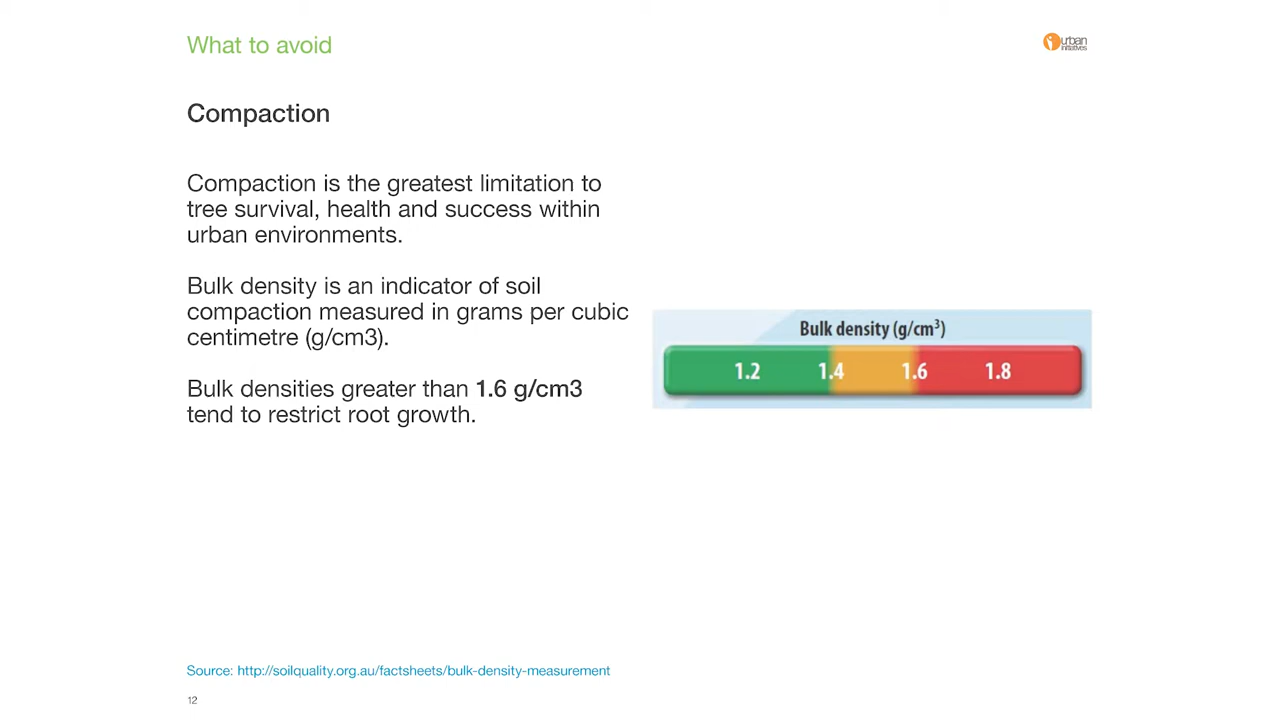 What to avoid
urban
initiatives
Compaction
Compaction is the greatest limitation to
tree survival, health and success within
urban environments.
Bulk density is an indicator of soil
compaction measured in grams per cubic
centimetre (g/cm3).
Bulk densities greater than 1.6 g/cm3
tend to restrict root growth.
Bulk density (g/cm³)
1.2 1.4 1.6 1.8
Source: http://soilquality.org.au/factsheets/bulk-density-measurement
12